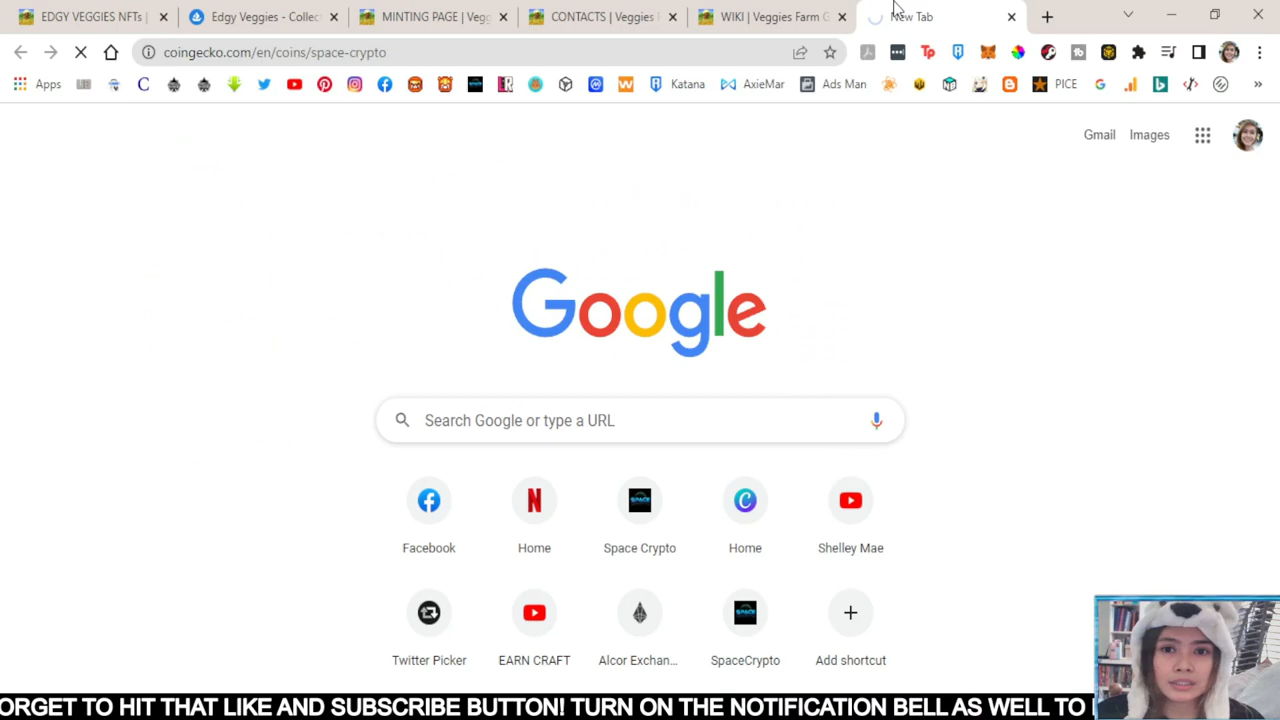 EDGY VEGGIES NFTs |
Edgy Veggies - Collec
MINTING PAGE | Vegg
CONTACTS | Veggies
WIKI | Veggies Farm G
New Tab
coingecko.com/en/coins/space-crypto
Apps
Katana
AxieMar
Ads Man
PICE
Gmail
Images
Google
Search Google or type a URL
Facebook
Home
Space Crypto
Home
Shelley Mae
Twitter Picker
EARN CRAFT
Alcor Exchan...
SpaceCrypto
Add shortcut
ORGET TO HIT THAT LIKE AND SUBSCRIBE BUTTON! TURN ON THE NOTIFICATION BELL AS WELL TO